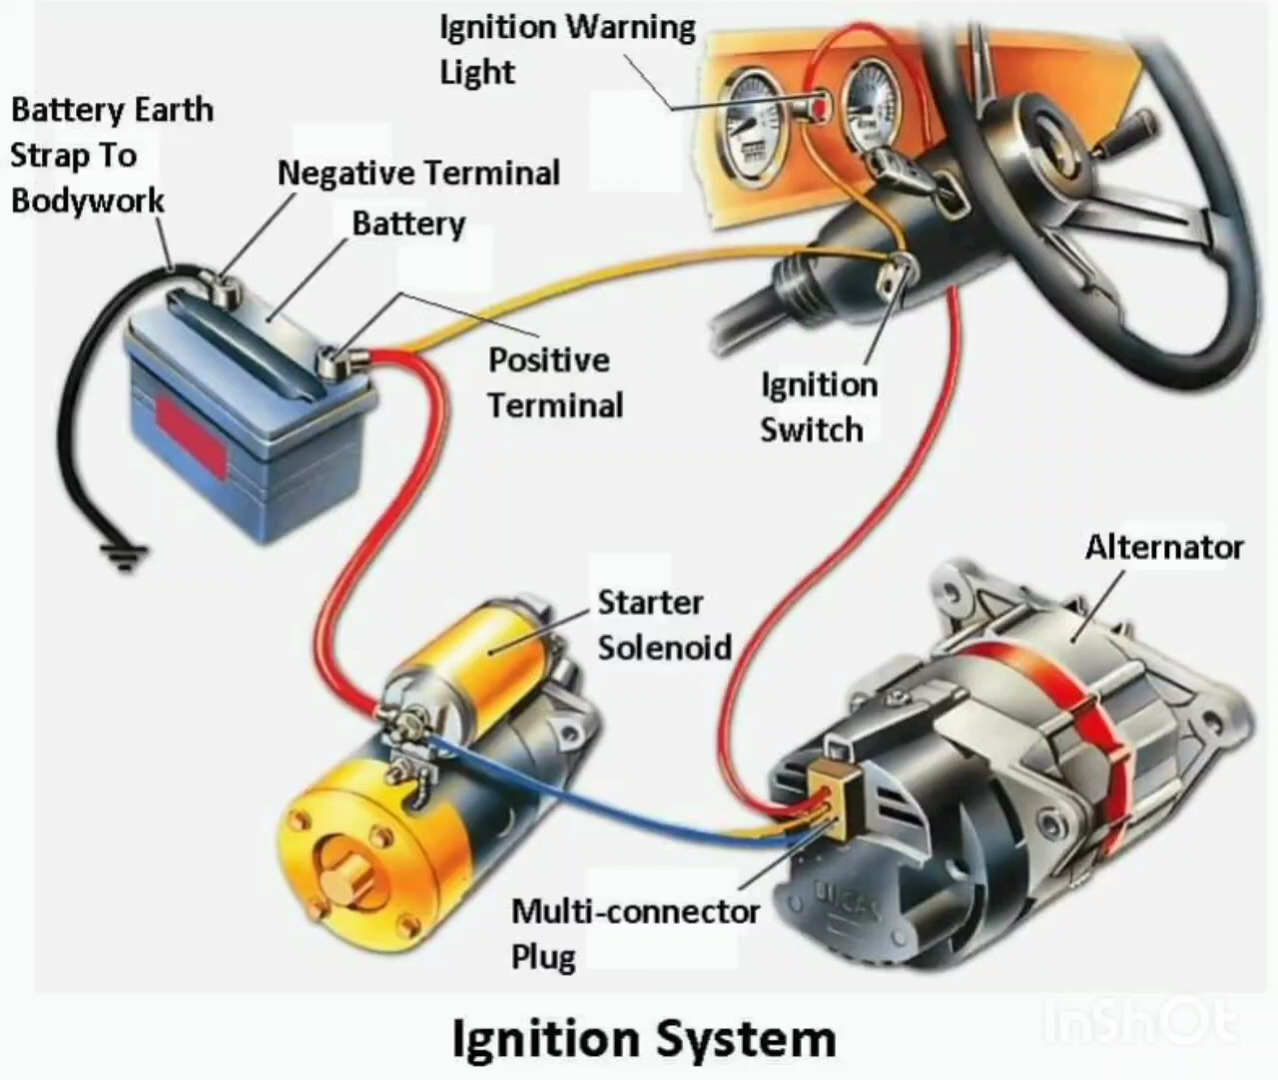 Ignition Warning
Light
Battery Earth
Strap To
Bodywork
Negative Terminal
Battery
Positive
Terminal
Ignition
Switch
Alternator
Starter
Solenoid
LUCAS
Multi-connector
Plug
Ignition System
InShOt